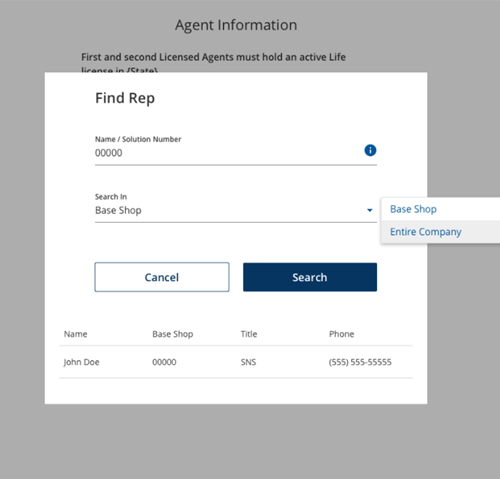 Agent Information
First and second Licensed Agents must hold an active Life
license in {State}
Find Rep
Name / Solution Number
00000
Search In
Base Shop
Base Shop
Entire Company
Cancel Search
Name Base Shop Title Phone
John Doe 00000 SNS (555) 555-55555